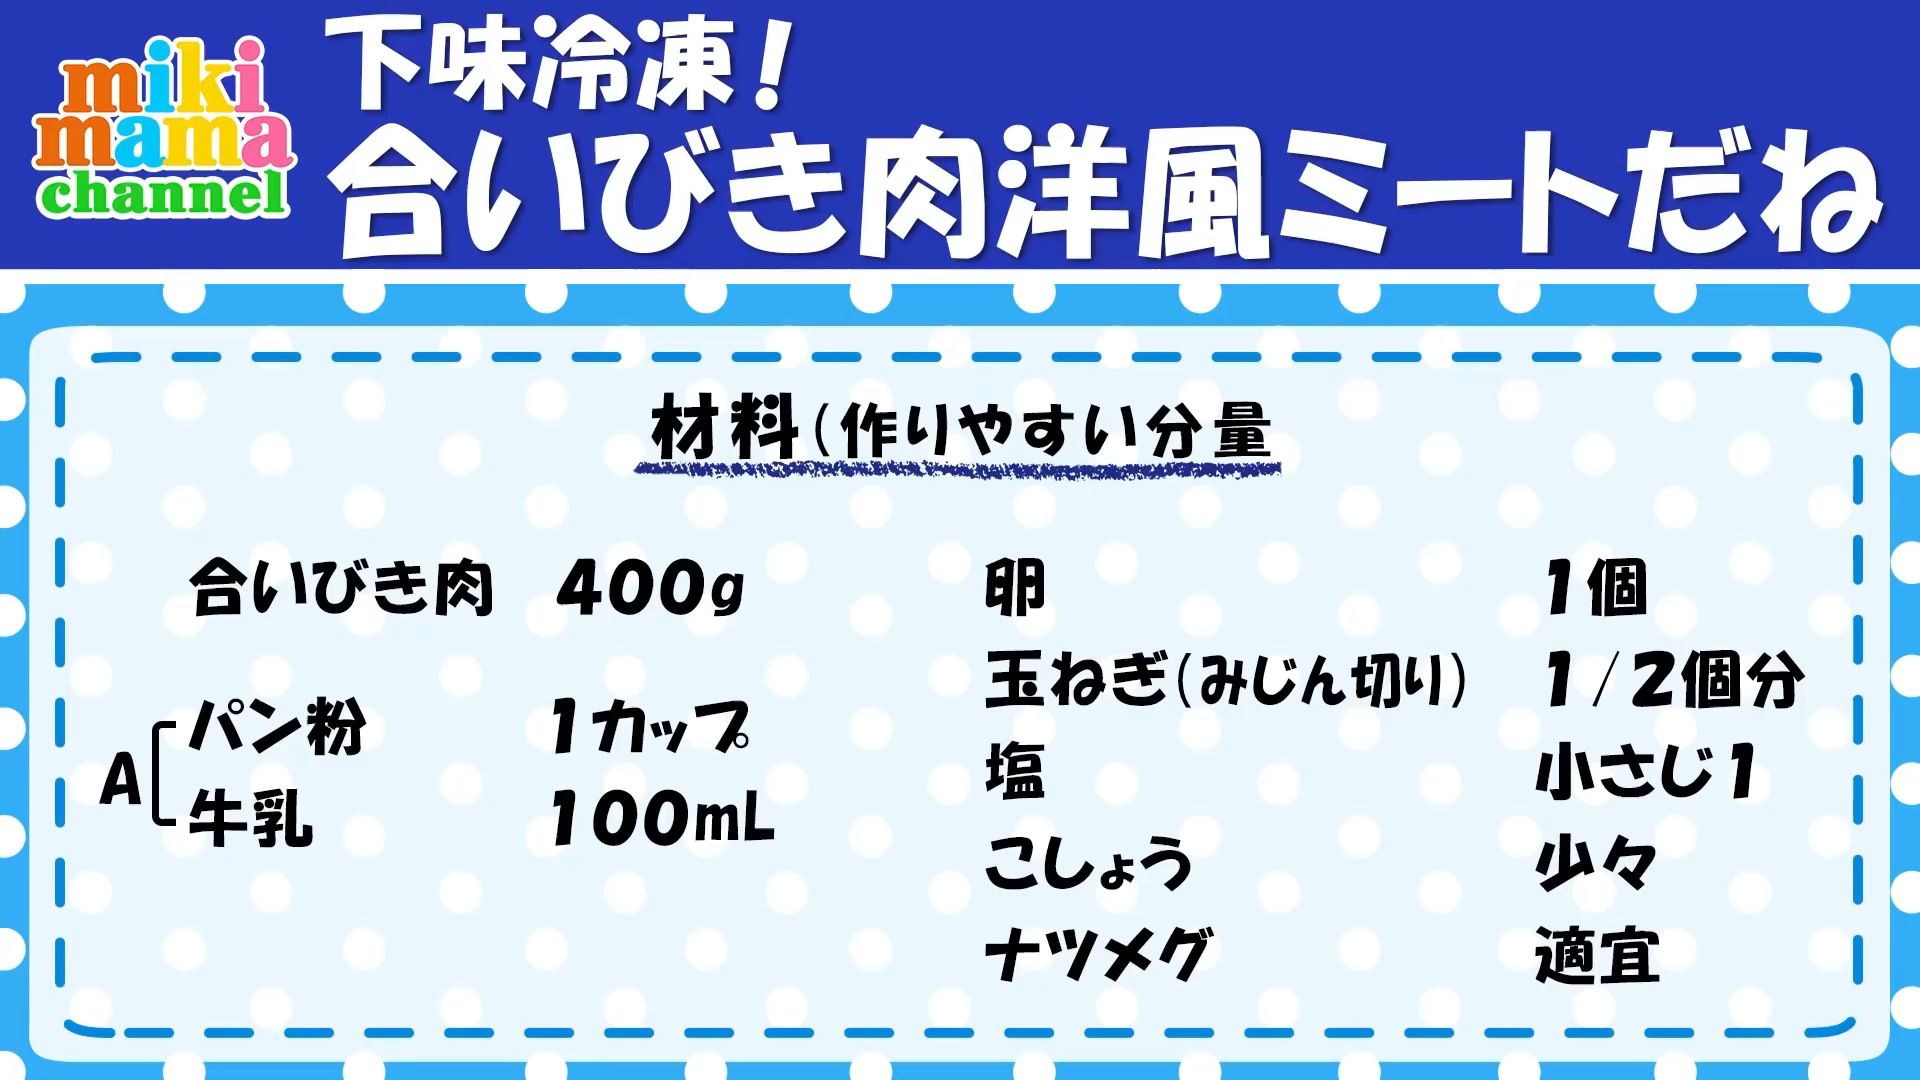 miki
mama
channel
下味冷凍!
合いびき肉洋風ミートだね
材料(作りやすい分量
合いびき肉 400g
A
パン粉 1カップ
牛乳 100mL
卵 1個
玉ねぎ(みじん切り) 1/2個分
塩 小さじ1
こしょう 少々
ナツメグ 適宜